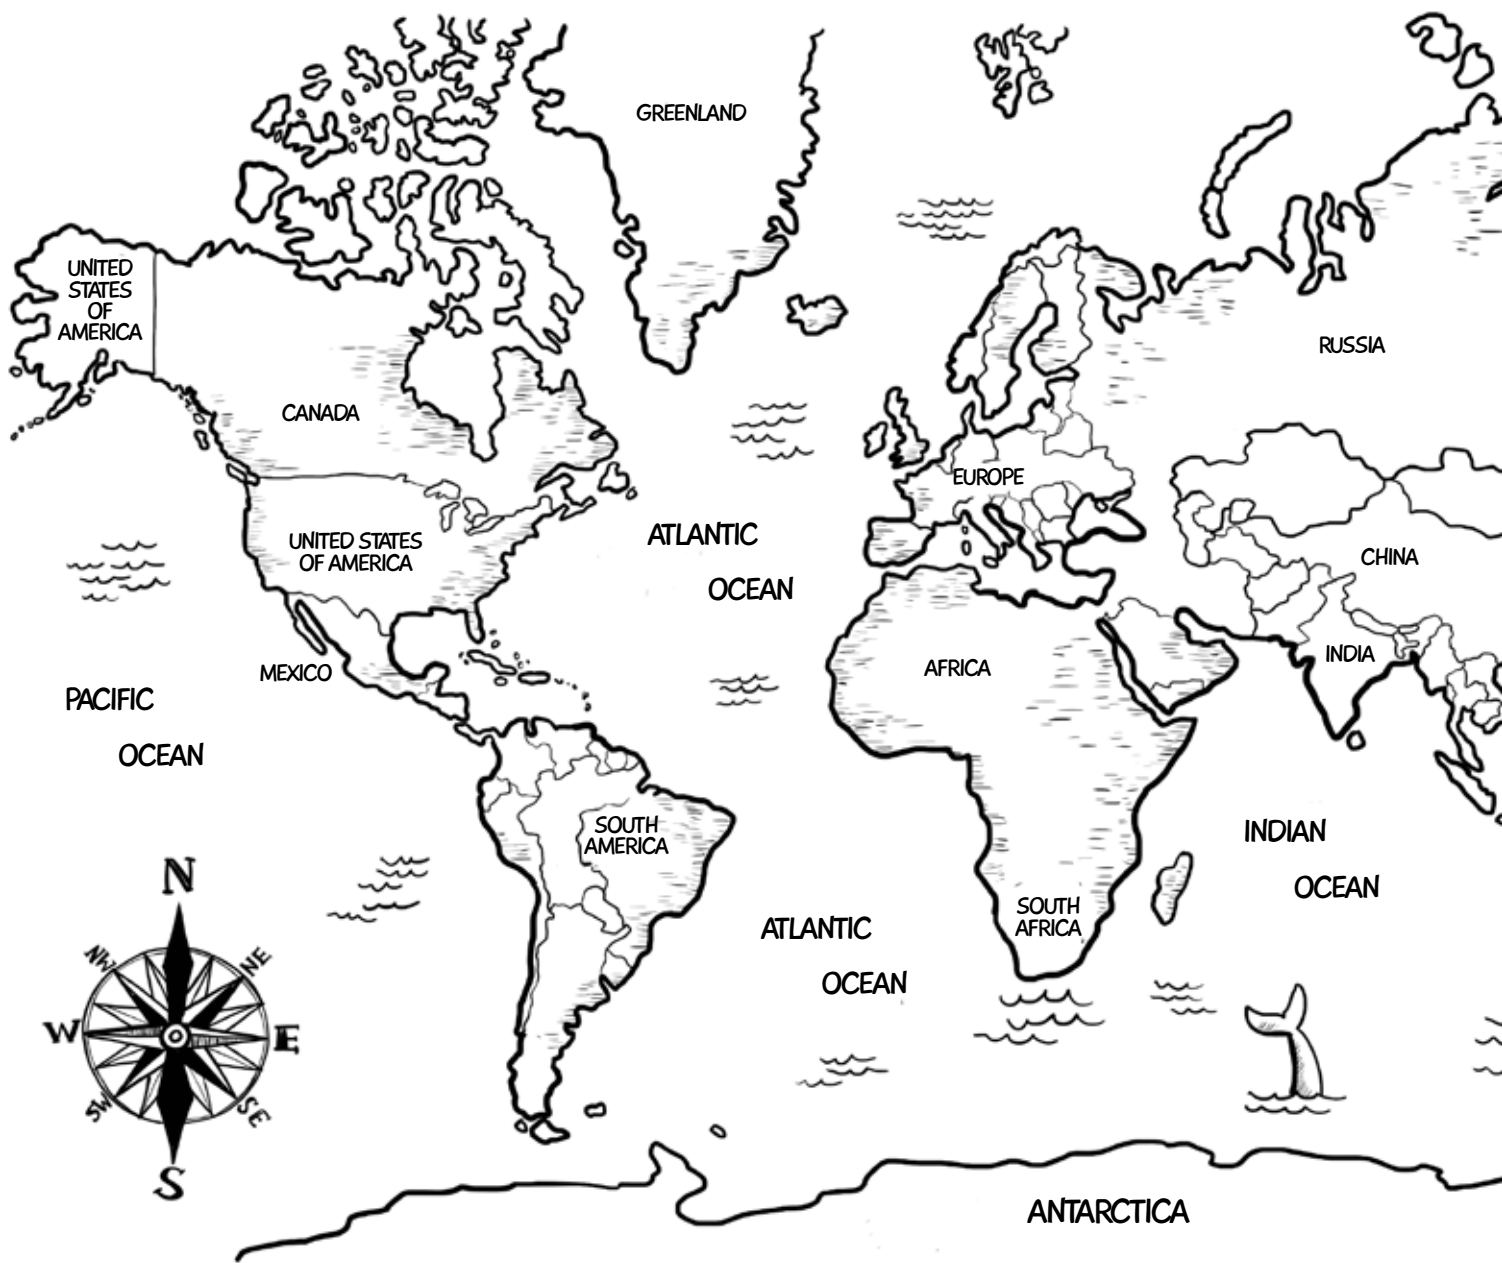 GREENLAND
UNITED
STATES
OF
AMERICA
RUSSIA
CANADA
EUROPE
UNITED STATES
OF AMERICA
ATLANTIC
OCEAN
CHINA
MEXICO
AFRICA
INDIA
PACIFIC
OCEAN
SOUTH
AMERICA
INDIAN
OCEAN
SOUTH
AFRICA
ATLANTIC
OCEAN
N
NW
NE
W
E
SW
SE
S
ANTARCTICA